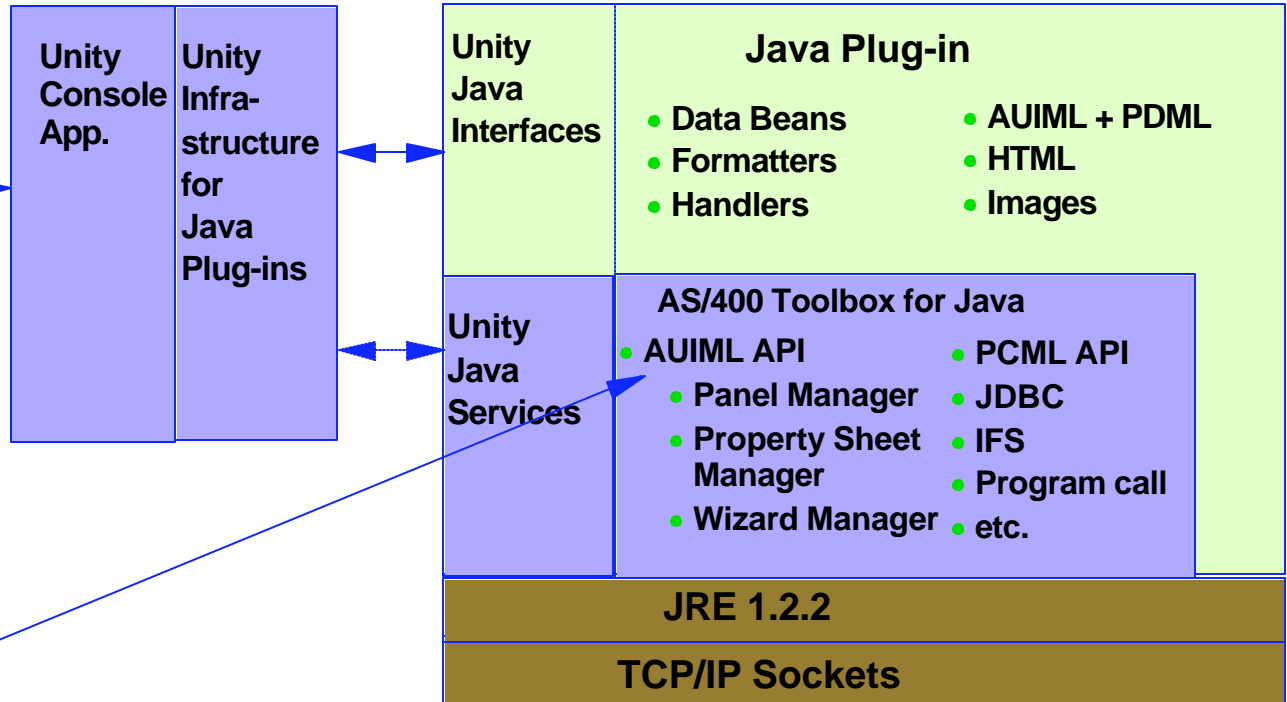 Unity
Console
App.
Unity
Infra-
structure
for
Java
Plug-ins
Unity
Java
Interfaces
Java Plug-in
• Data Beans
• Formatters
• Handlers
• AUIML + PDML
• HTML
• Images
Unity
Java
Services
AS/400 Toolbox for Java
• AUIML API
• Panel Manager
• Property Sheet
Manager
• Wizard Manager
• PCML API
• JDBC
• IFS
• Program call
• etc.
JRE 1.2.2
TCP/IP Sockets